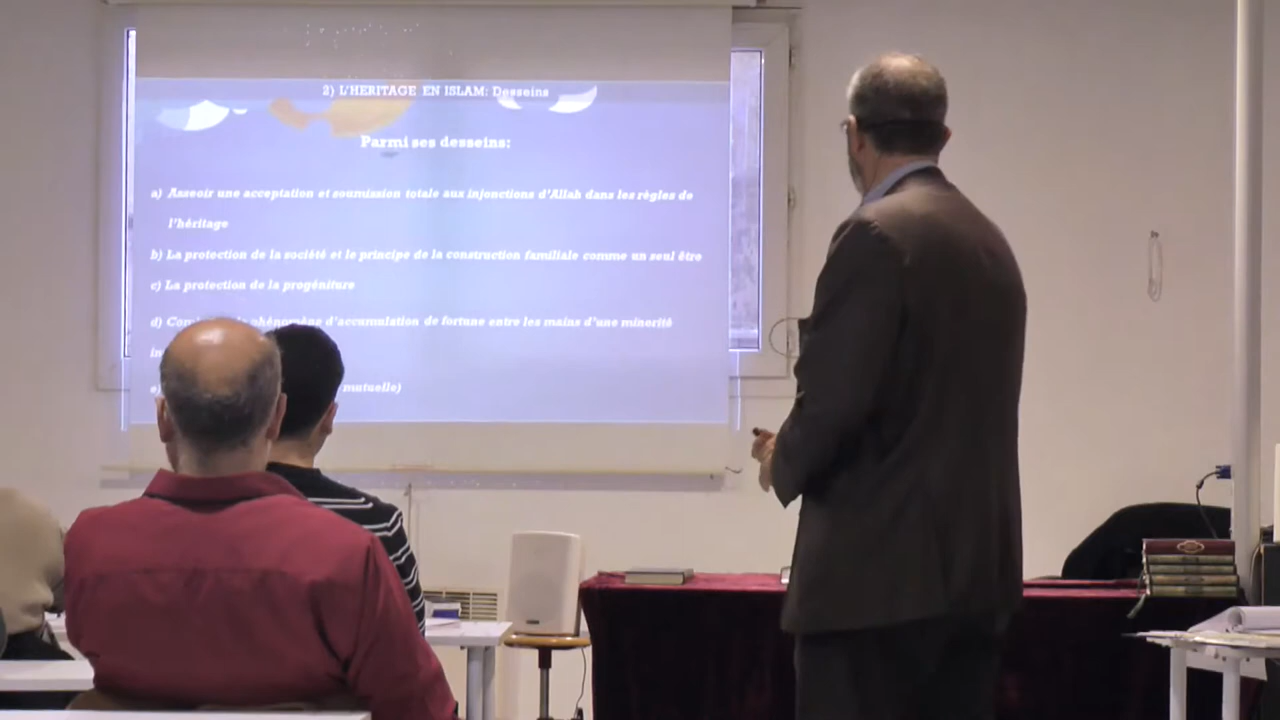 2) L'HERITAGE EN ISLAM: Desseins
Parmi ses desseins:
a) Asseoir une acceptation et soumission totale aux injonctions d'Allah dans les règles de
l'héritage
b) La protection de la société et le principe de la construction familiale comme un seul être
c) La protection de la progéniture
d) phénomène d'accumulation de fortune entre les mains d'une minorité
e) mutuelle)